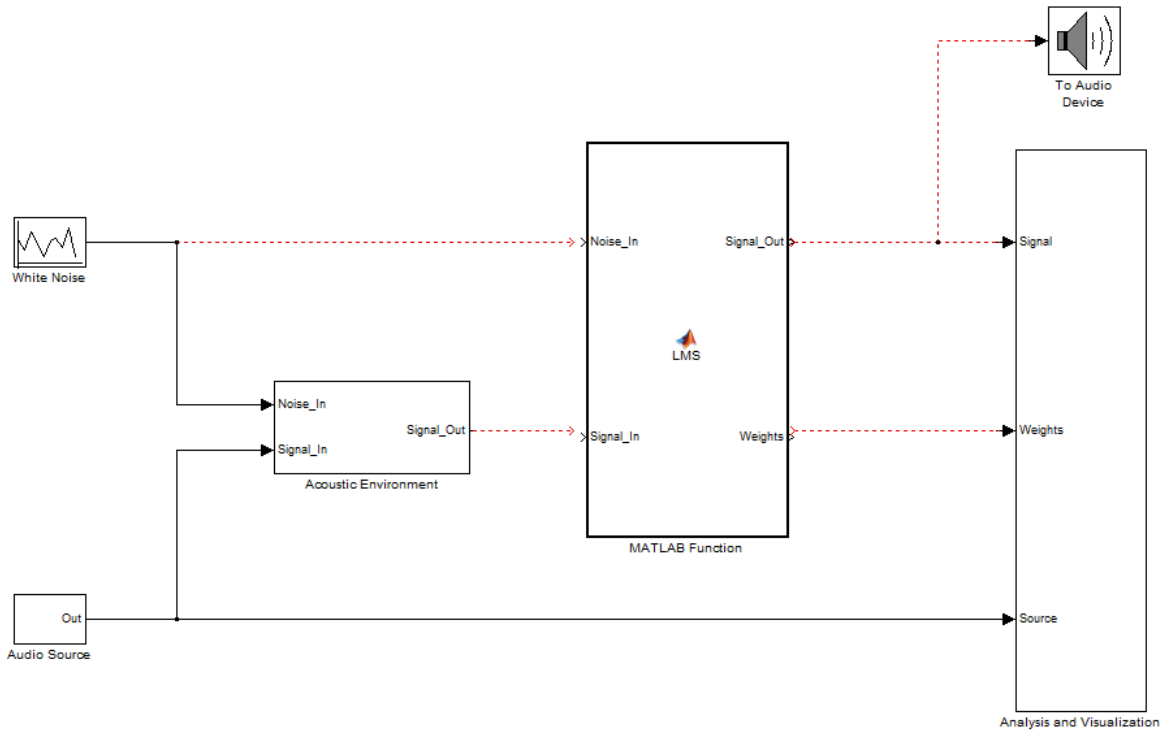 To Audio
Device
Noise_In
Signal_Out
Signal
White Noise
LMS
Noise_In
Signal_Out
Signal_In
Weights
Weights
Signal_In
Acoustic Environment
MATLAB Function
Out
Source
Audio Source
Analysis and Visualization